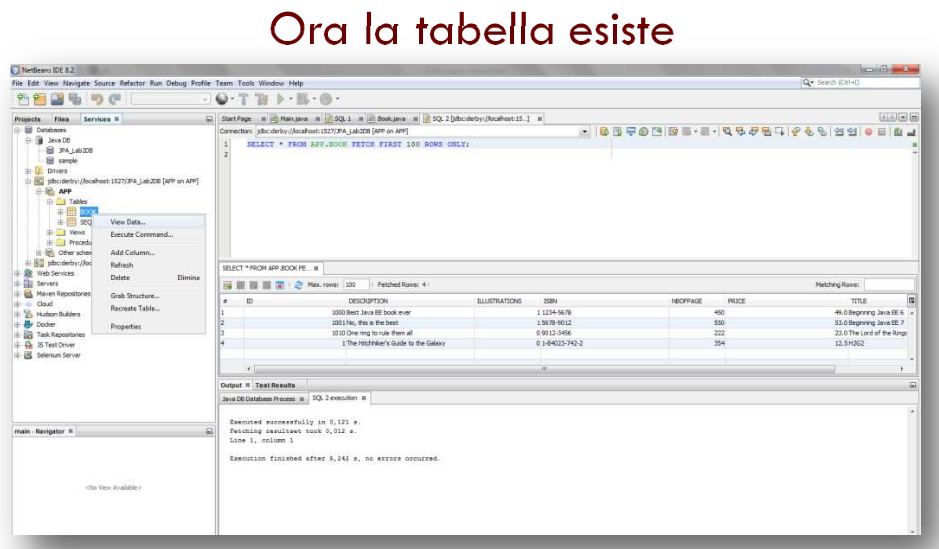 Ora la tabella esiste
NetBeans IDE 8.2
File Edit View Navigate Source Refactor Run Debug Profile Team Tools Window Help
Search (Ctrl+I)
Projects Files Services
Start Page Main.java SQL 1 Book.java SQL 2 [jdbc:derby://localhost:15...]
Connection: jdbc:derby://localhost:1527/JPA_Lab2DB [APP on APP]
1 SELECT * FROM APP.BOOK FETCH FIRST 100 ROWS ONLY;
2
Databases
Java DB
JPA_Lab2DB
sample
Drivers
jdbc:derby://localhost:1527/JPA_Lab2DB [APP on APP]
APP
Tables
BOOK
SEQ
Views
Procedu
Other schem
jdbc:derby://loc
Web Services
Servers
Maven Repositories
Cloud
Hudson Builders
Docker
Task Repositories
JS Test Driver
Selenium Server
View Data...
Execute Command...
Add Column...
Refresh
Delete Elimina
Grab Structure...
Recreate Table...
Properties
SELECT * FROM APP.BOOK FE...
Max. rows: 100 Fetched Rows: 4
Matching Rows:
# ID DESCRIPTION ILLUSTRATIONS ISBN NBOFPAGE PRICE TITLE
1 1000 Best Java EE book ever 1 1234-5678 450 49.0 Beginning Java EE 6
2 1001 No, this is the best 1 5678-9012 550 53.0 Beginning Java EE 7
3 1010 One ring to rule them all 0 9012-3456 222 23.0 The Lord of the Rings
4 1 The Hitchhiker's Guide to the Galaxy 0 1-84023-742-2 354 12.5 H2G2
Output Test Results
Java DB Database Process SQL 2 execution
Executed successfully in 0,121 s.
Fetching resultset took 0,012 s.
Line 1, column 1
Execution finished after 5,242 s, no errors occurred.
main - Navigator
<No View Available>